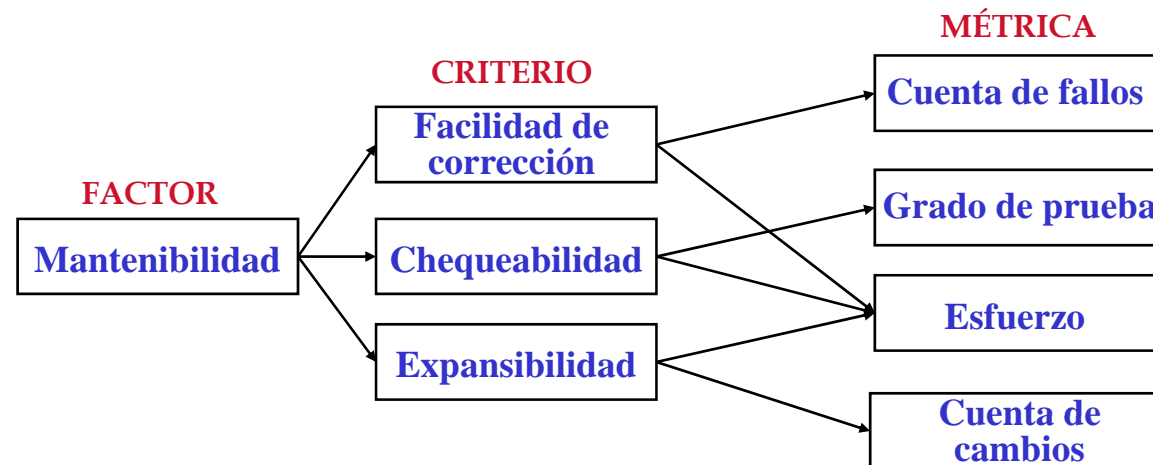 MÉTRICA
CRITERIO
Cuenta de fallos
Facilidad de
corrección
FACTOR
Grado de prueba
Mantenibilidad
Chequeabilidad
Esfuerzo
Expansibilidad
Cuenta de
cambios